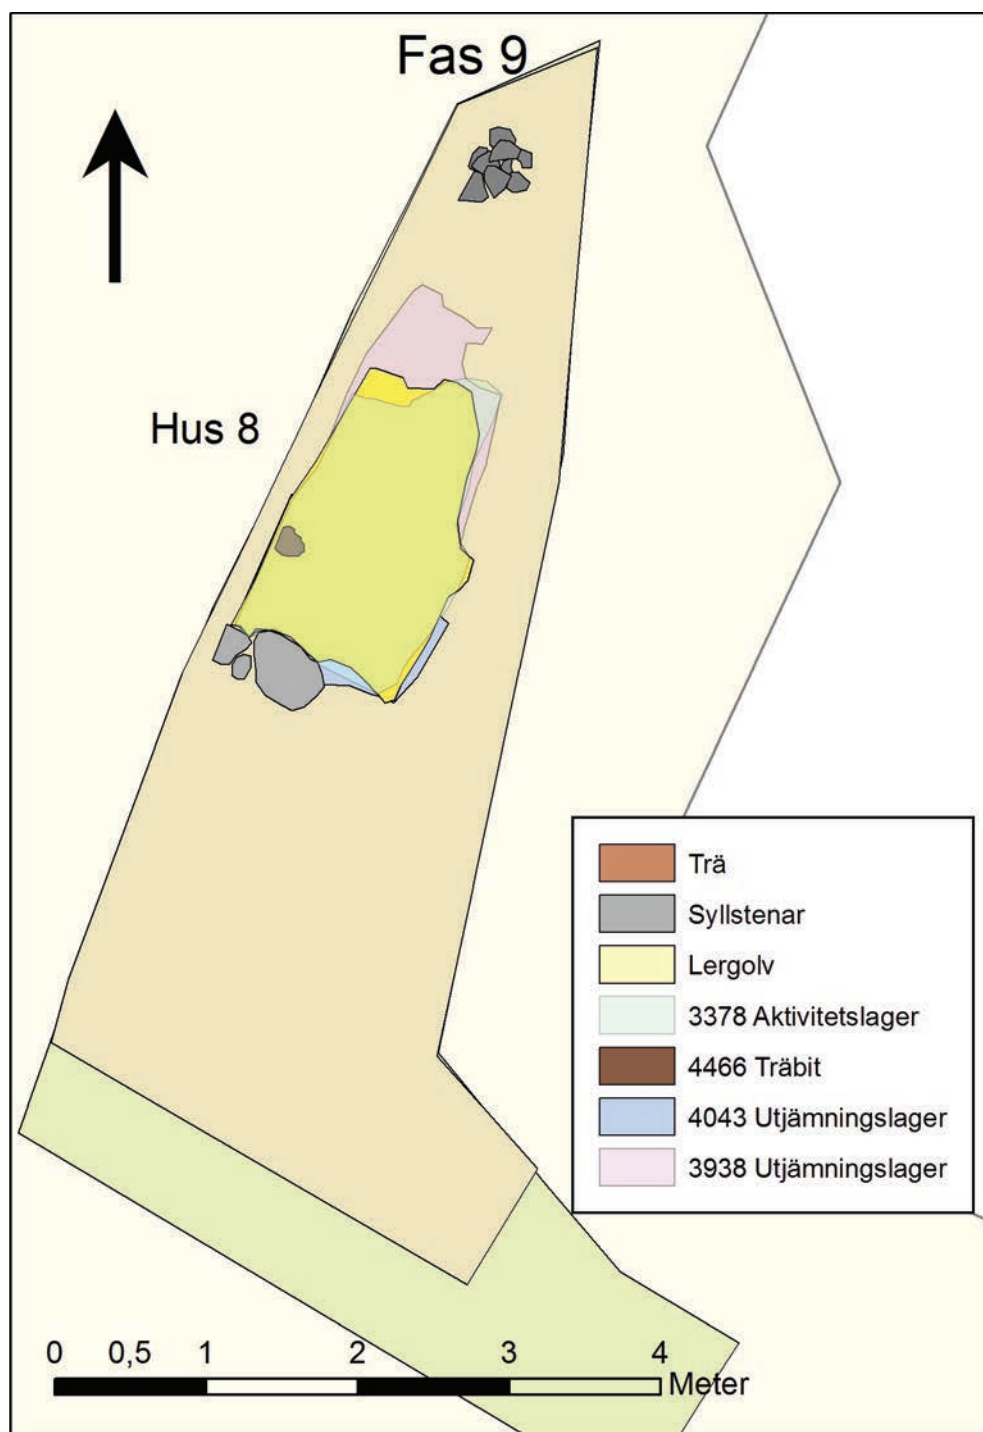 Fas 9
Hus 8
Trä
Syllstenar
Lergolv
3378 Aktivitetslager
4466 Träbit
4043 Utjämningslager
3938 Utjämningslager
0 0,5 1 2 3 4
Meter